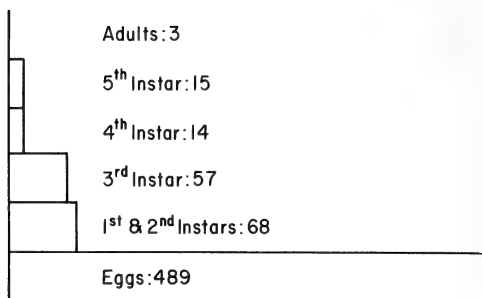 Adults:3
5th Instar:15
4th Instar:14
3rd Instar:57
1st & 2nd Instars:68
Eggs:489